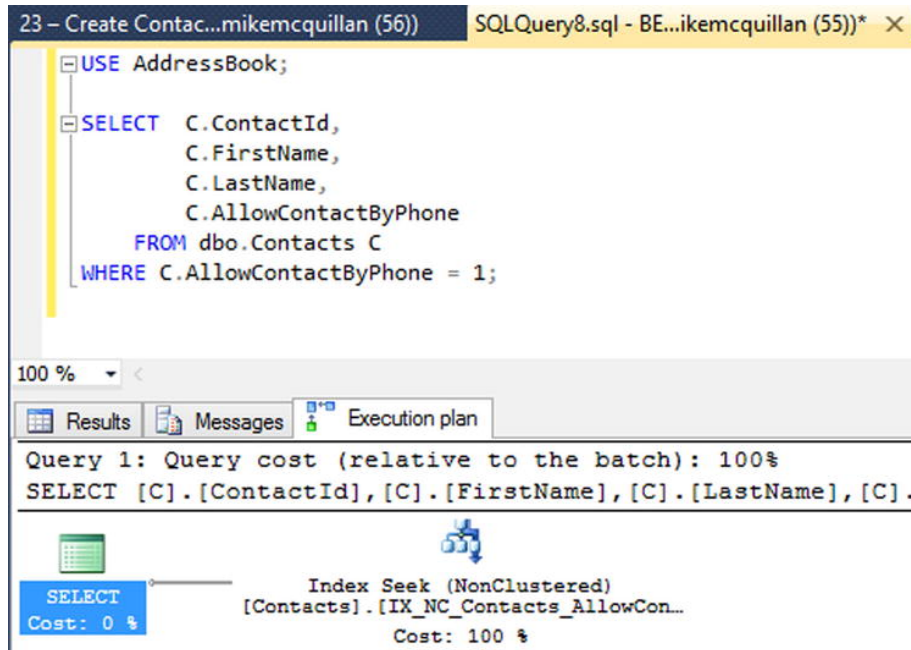 23 – Create Contac...mikemcquillan (56))
SQLQuery8.sql - BE...ikemcquillan (55))* ×
USE AddressBook;
SELECT C.ContactId,
C.FirstName,
C.LastName,
C.AllowContactByPhone
FROM dbo.Contacts C
WHERE C.AllowContactByPhone = 1;
100 %
Results Messages Execution plan
Query 1: Query cost (relative to the batch): 100%
SELECT [C].[ContactId],[C].[FirstName],[C].[LastName],[C].
SELECT
Cost: 0 %
Index Seek (NonClustered)
[Contacts].[IX_NC_Contacts_AllowCon...
Cost: 100 %